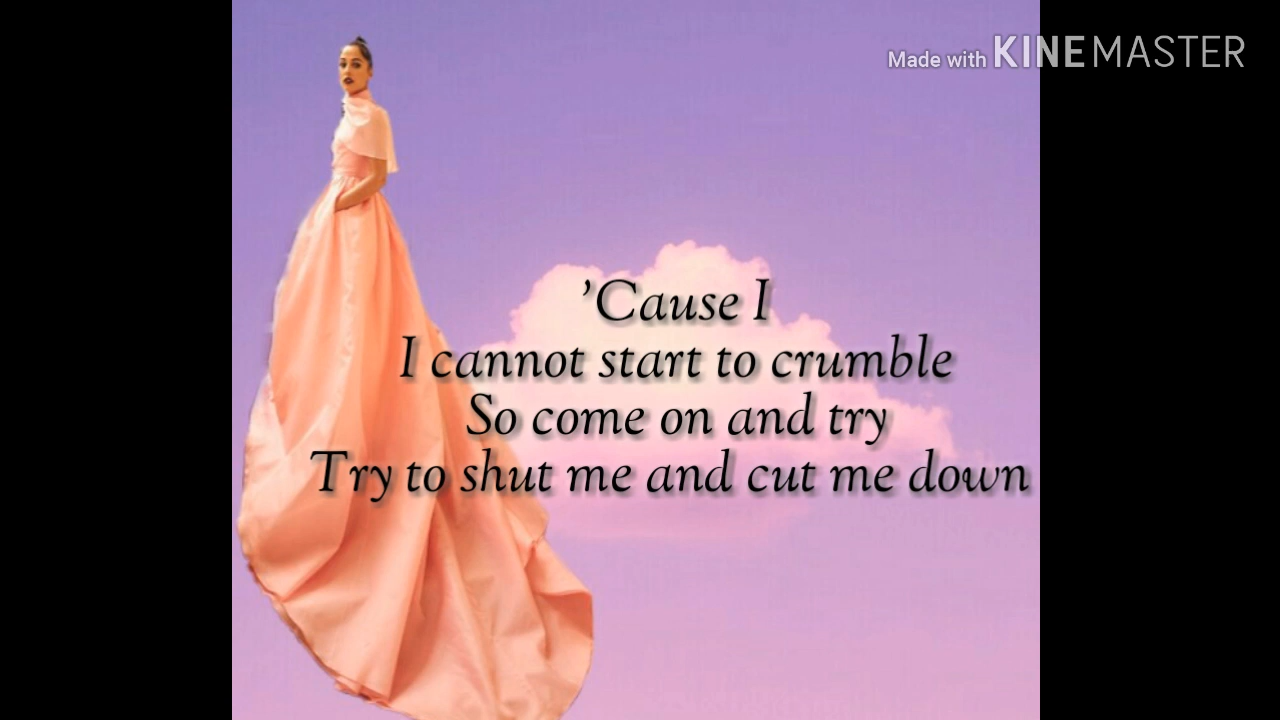 Made with KINEMASTER
’Cause I
I cannot start to crumble
So come on and try
Try to shut me and cut me down